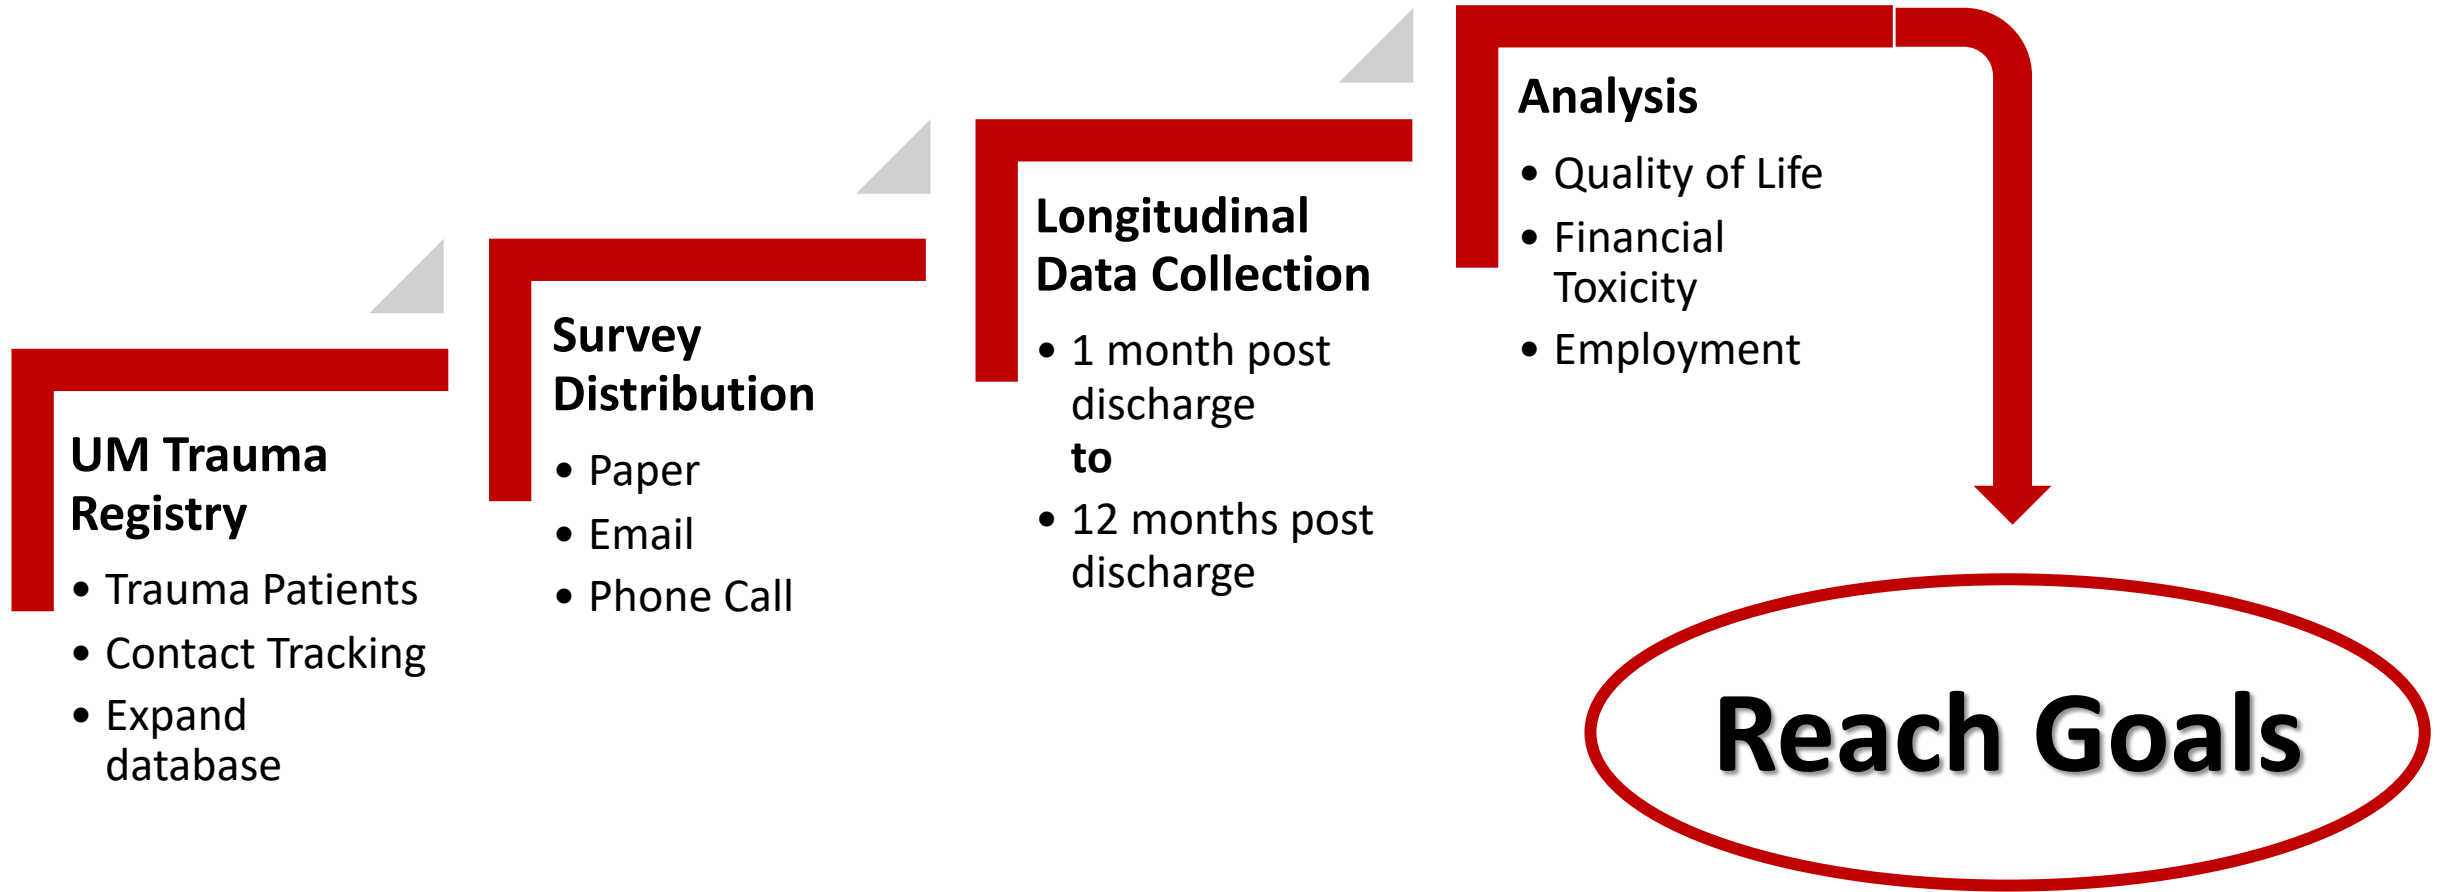 UM Trauma
Registry
• Trauma Patients
• Contact Tracking
• Expand
database
Survey
Distribution
• Paper
• Email
• Phone Call
Longitudinal
Data Collection
• 1 month post
discharge
to
• 12 months post
discharge
Analysis
• Quality of Life
• Financial
Toxicity
• Employment
Reach Goals